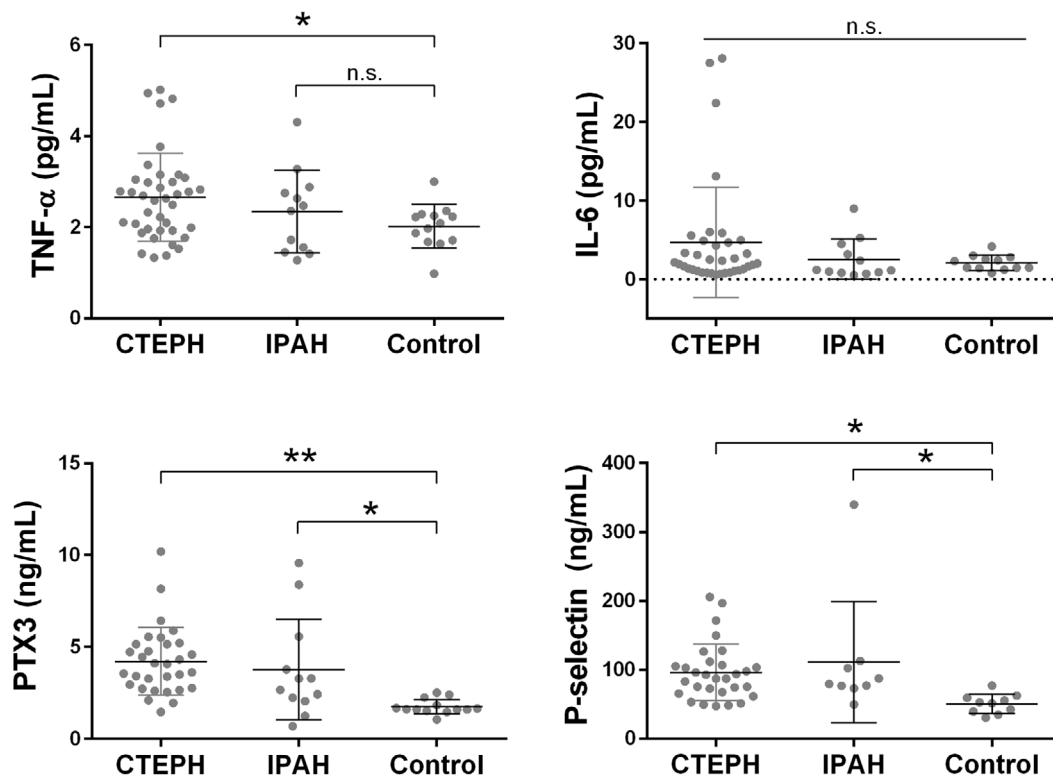 *
n.s.
TNF-α (pg/mL)
6
4
2
0
CTEPH IPAH Control
n.s.
IL-6 (pg/mL)
30
20
10
0
CTEPH IPAH Control
**
*
PTX3 (ng/mL)
15
10
5
0
CTEPH IPAH Control
*
*
P-selectin (ng/mL)
400
300
200
100
0
CTEPH IPAH Control